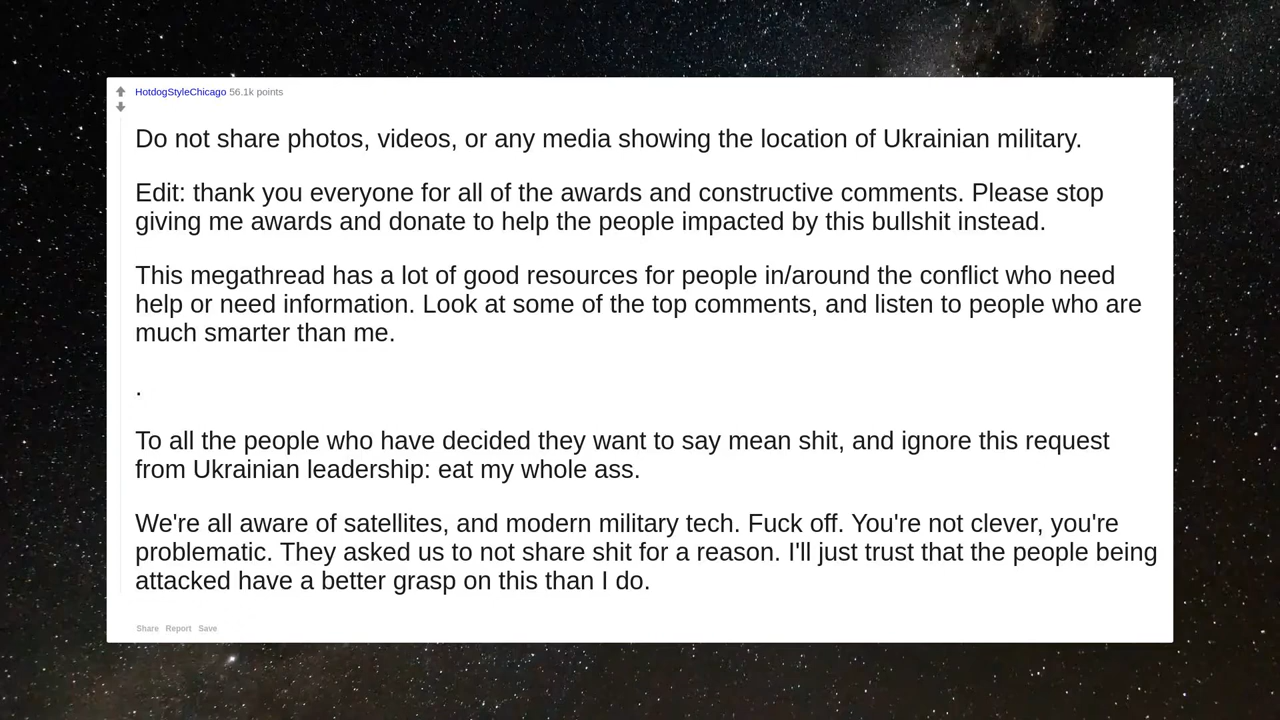 HotdogStyleChicago 56.1k points
Do not share photos, videos, or any media showing the location of Ukrainian military.
Edit: thank you everyone for all of the awards and constructive comments. Please stop
giving me awards and donate to help the people impacted by this bullshit instead.
This megathread has a lot of good resources for people in/around the conflict who need
help or need information. Look at some of the top comments, and listen to people who are
much smarter than me.
.
To all the people who have decided they want to say mean shit, and ignore this request
from Ukrainian leadership: eat my whole ass.
We're all aware of satellites, and modern military tech. Fuck off. You're not clever, you're
problematic. They asked us to not share shit for a reason. I'll just trust that the people being
attacked have a better grasp on this than I do.
Share Report Save